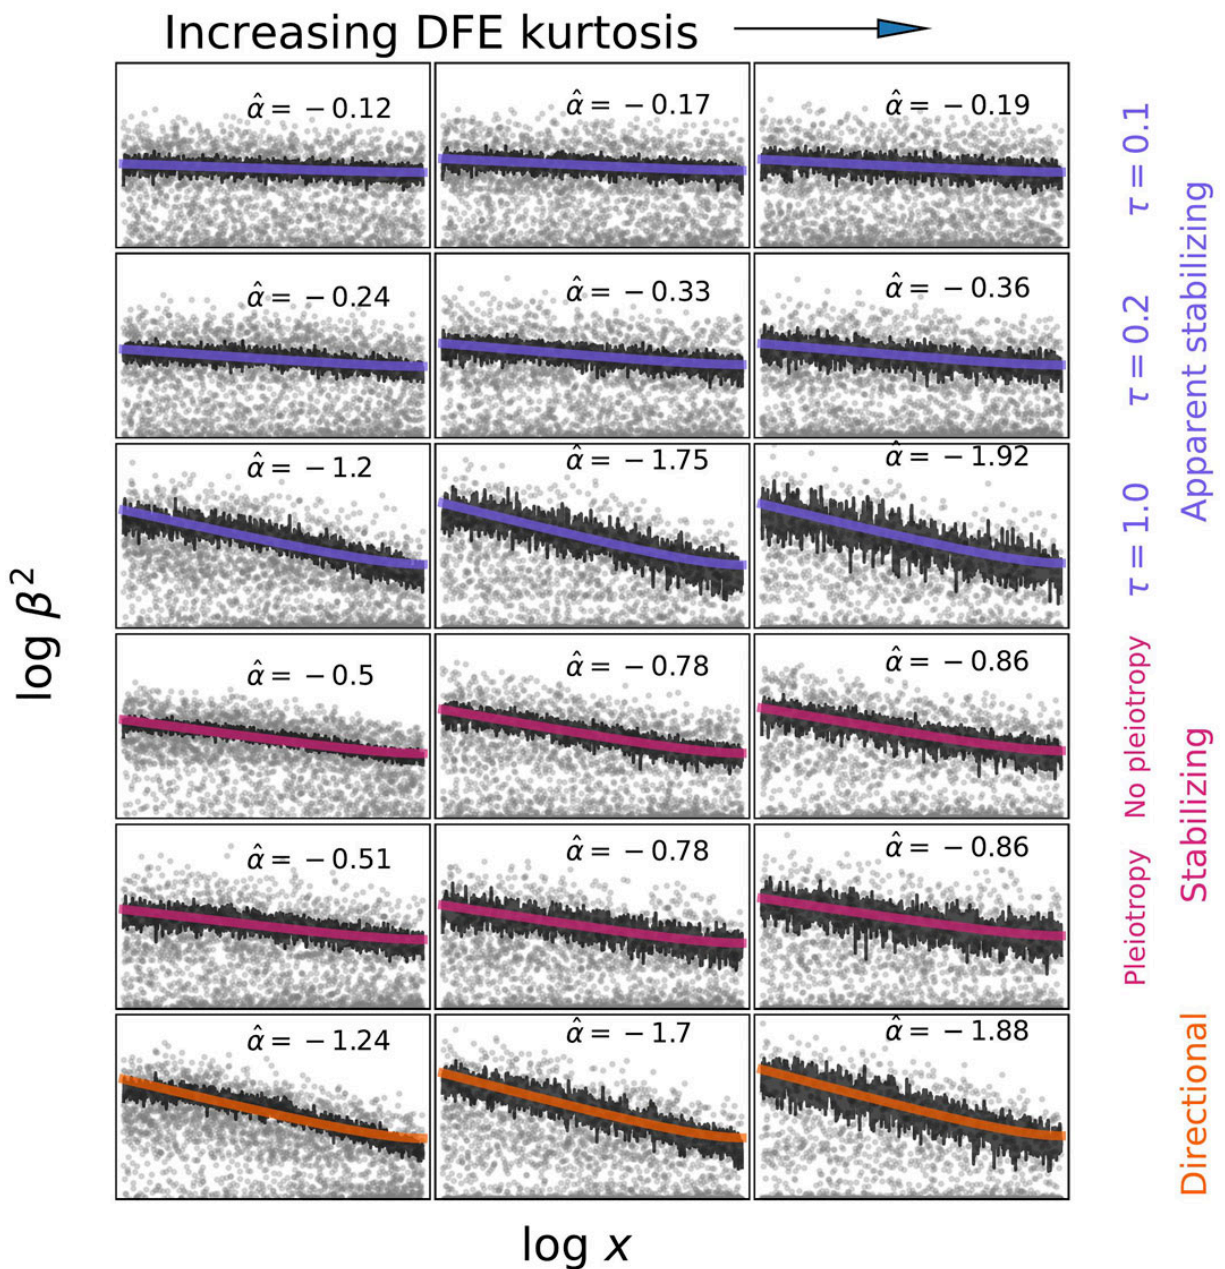 Increasing DFE kurtosis
α̂ = −0.12
α̂ = −0.17
α̂ = −0.19
τ = 0.1
α̂ = −0.24
α̂ = −0.33
α̂ = −0.36
τ = 0.2
α̂ = −1.2
α̂ = −1.75
α̂ = −1.92
τ = 1.0
Apparent stabilizing
α̂ = −0.5
α̂ = −0.78
α̂ = −0.86
No pleiotropy
α̂ = −0.51
α̂ = −0.78
α̂ = −0.86
Pleiotropy
Stabilizing
α̂ = −1.24
α̂ = −1.7
α̂ = −1.88
Directional
log β²
log x